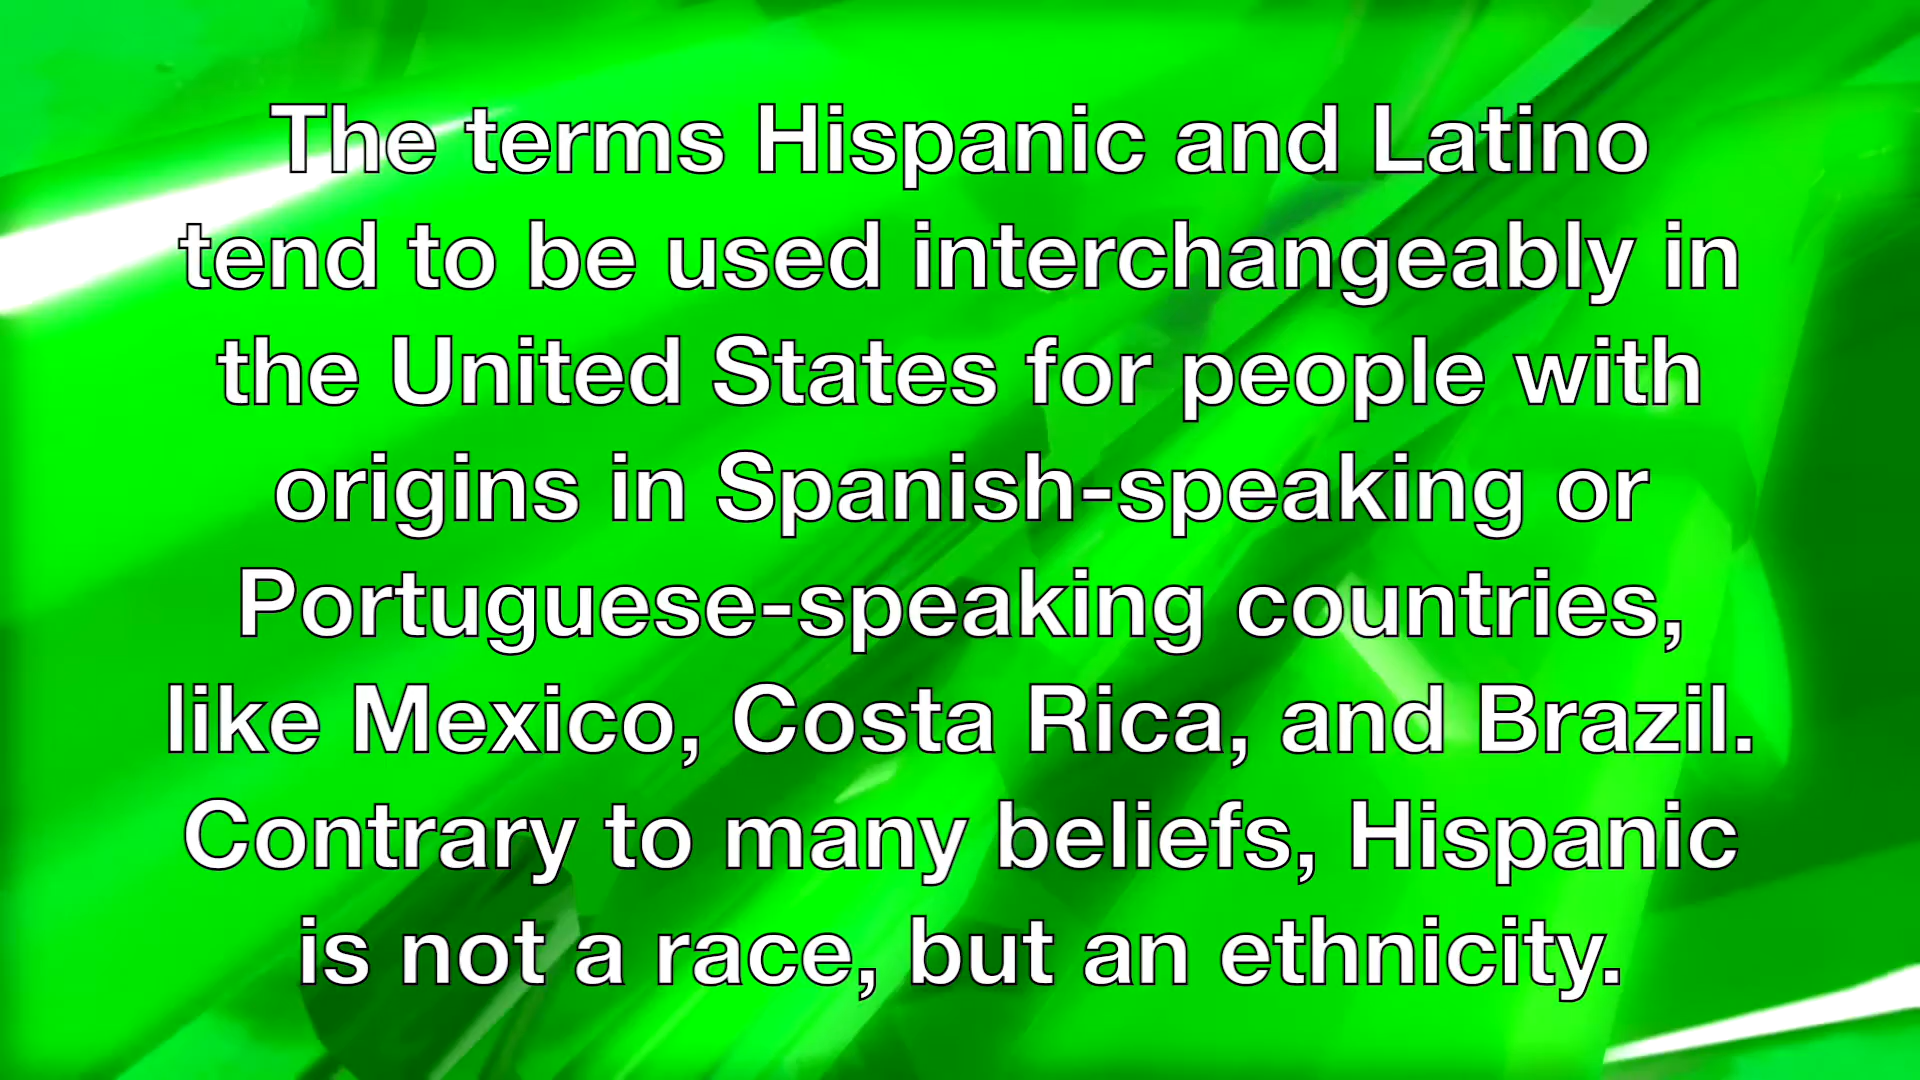 The terms Hispanic and Latino
tend to be used interchangeably in
the United States for people with
origins in Spanish-speaking or
Portuguese-speaking countries,
like Mexico, Costa Rica, and Brazil.
Contrary to many beliefs, Hispanic
is not a race, but an ethnicity.